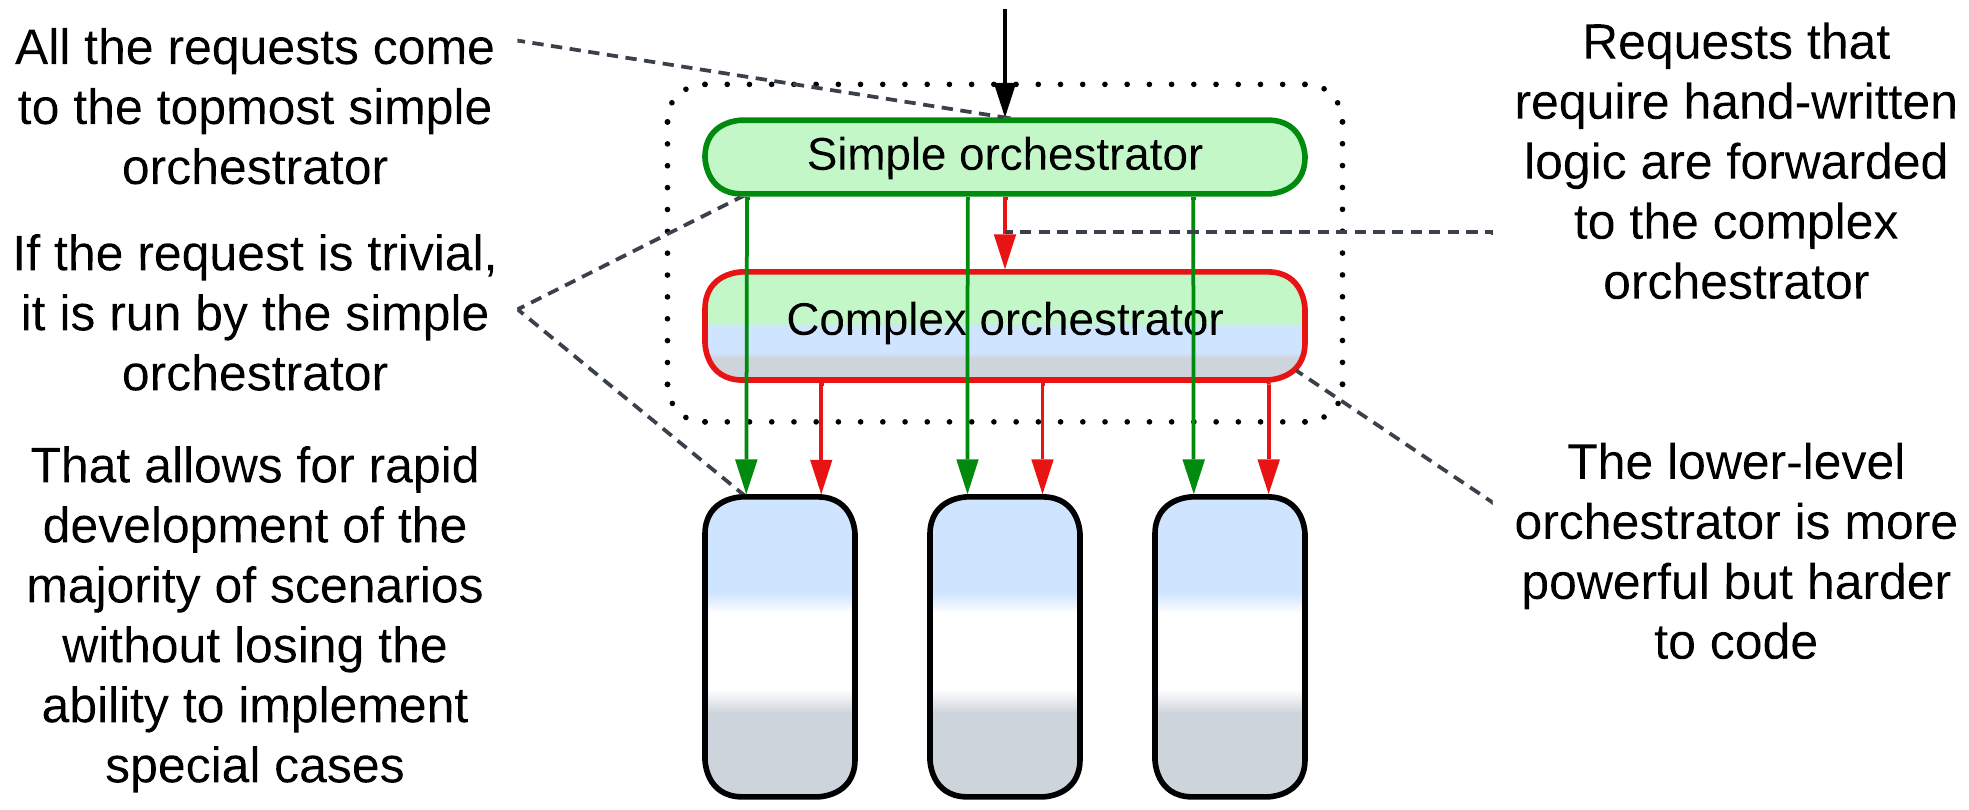 All the requests come
to the topmost simple
orchestrator
If the request is trivial,
it is run by the simple
orchestrator
That allows for rapid
development of the
majority of scenarios
without losing the
ability to implement
special cases
Simple orchestrator
Complex orchestrator
Requests that
require hand-written
logic are forwarded
to the complex
orchestrator
The lower-level
orchestrator is more
powerful but harder
to code